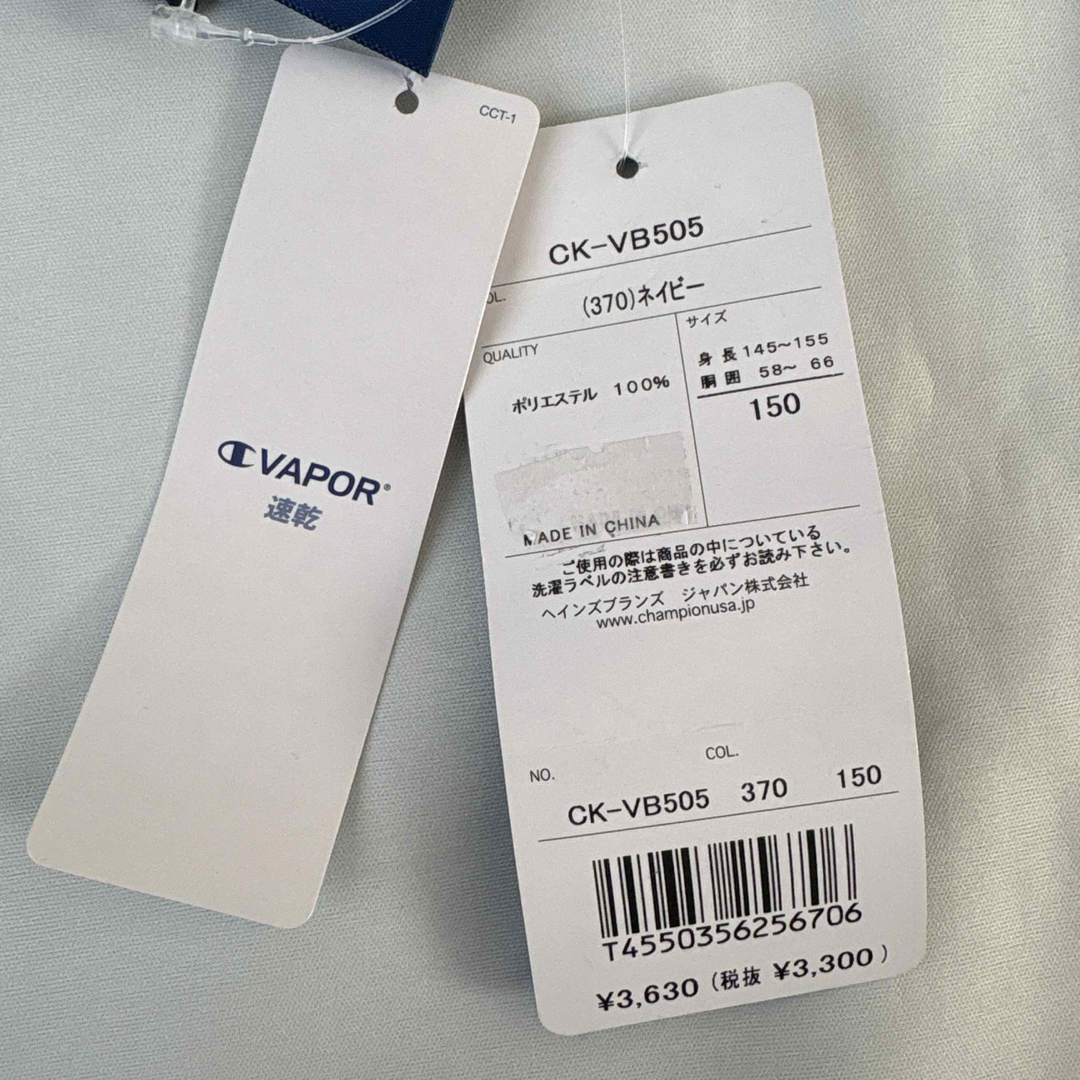 CCT-1
VAPOR®
速乾
CK-VB505
OL.
(370)ネイビー
QUALITY
ポリエステル 100%
MADE IN CHINA
サイズ
身長145~155
胴囲 58~ 66
150
ご使用の際は商品の中についている
洗濯ラベルの注意書きを必ずお読み下さい。
ヘインズブランズ ジャパン株式会社
www.championusa.jp
NO. COL.
CK-VB505 370 150
T4550356256706
¥3,630 (税抜 ¥3,300)